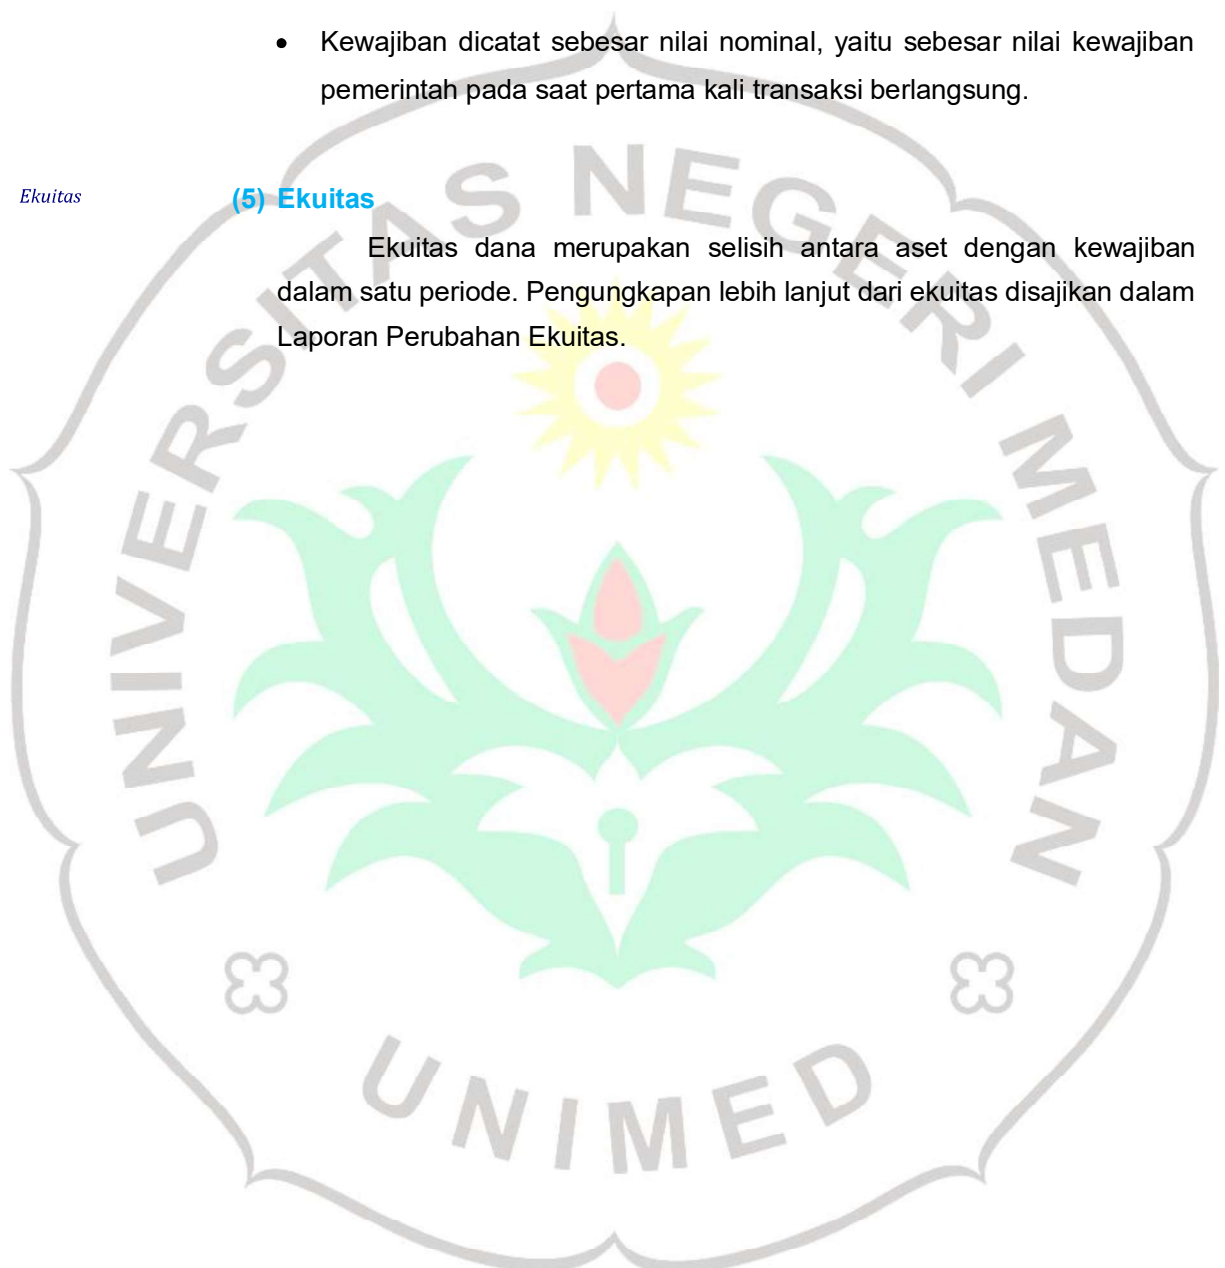 • Kewajiban dicatat sebesar nilai nominal, yaitu sebesar nilai kewajiban
pemerintah pada saat pertama kali transaksi berlangsung.
Ekuitas
(5) Ekuitas
Ekuitas dana merupakan selisih antara aset dengan kewajiban
dalam satu periode. Pengungkapan lebih lanjut dari ekuitas disajikan dalam
Laporan Perubahan Ekuitas.
UNIVERSITAS NEGERI MEDAN
UNIMED